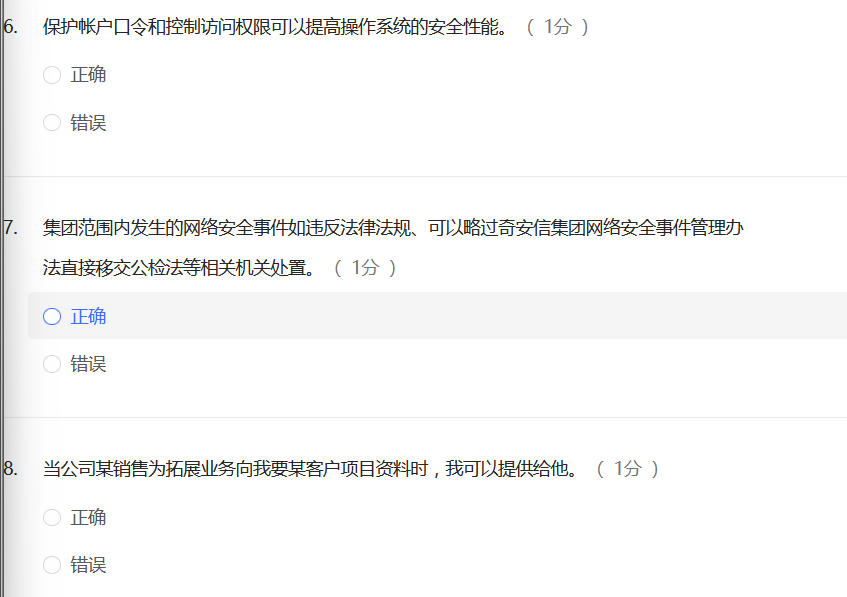 6. 保护帐户口令和控制访问权限可以提高操作系统的安全性能。（ 1分 ）
正确
错误
7. 集团范围内发生的网络安全事件如违反法律法规、可以略过奇安信集团网络安全事件管理办
法直接移交公检法等相关机关处置。（ 1分 ）
正确
错误
8. 当公司某销售为拓展业务向我要某客户项目资料时，我可以提供给他。（ 1分 ）
正确
错误